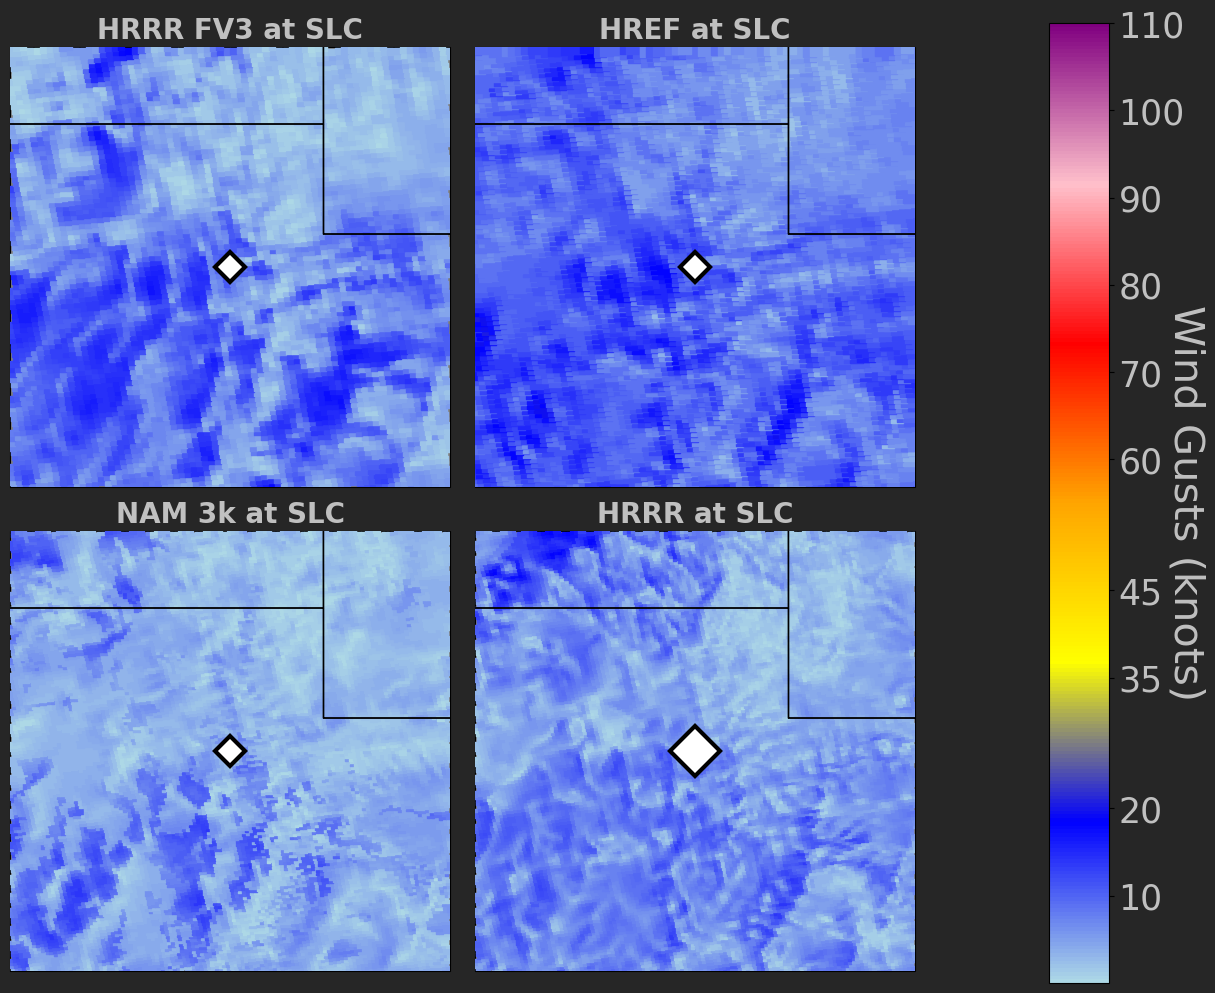 HRRR FV3 at SLC
HREF at SLC
NAM 3k at SLC
HRRR at SLC
110
100
90
80
70
60
45
35
20
10
Wind Gusts (knots)